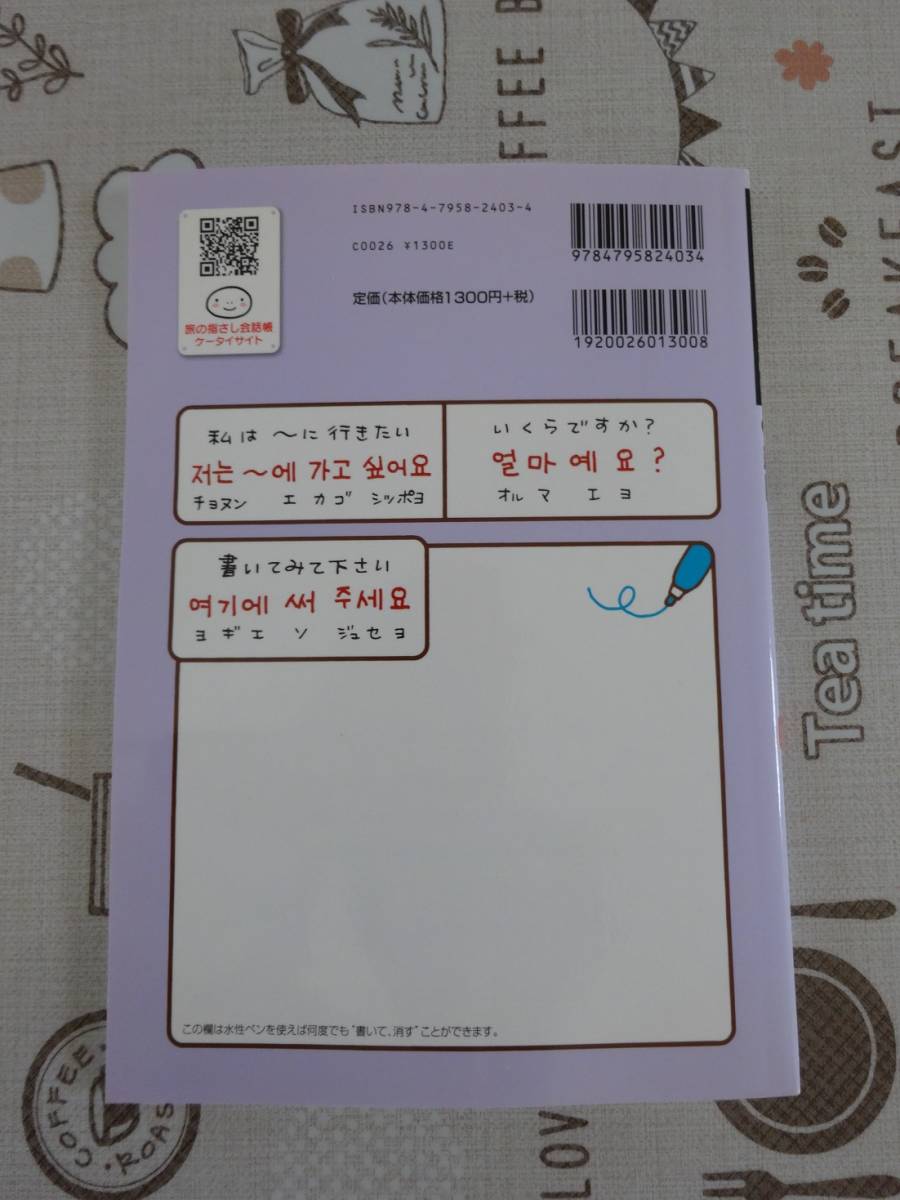 ISBN978-4-7958-2403-4
C0026 ¥1300E
定価(本体価格1300円+税)
9784795824034
1920026013008
旅の指さし会話帳
ケータイサイト
私は 〜に 行きたい
저는 〜에 가고 싶어요
チョヌン エ カゴ シッポヨ
いくらですか?
얼마예요?
オルマエヨ
書いてみて下さい
여기에 써 주세요
ヨギエ ソ ジュセヨ
この欄は水性ペンを使えば何度でも"書いて、消す"ことができます。
COFFEE B
BREAKFAST
Tea time
COFFEE
ROAS
LOV